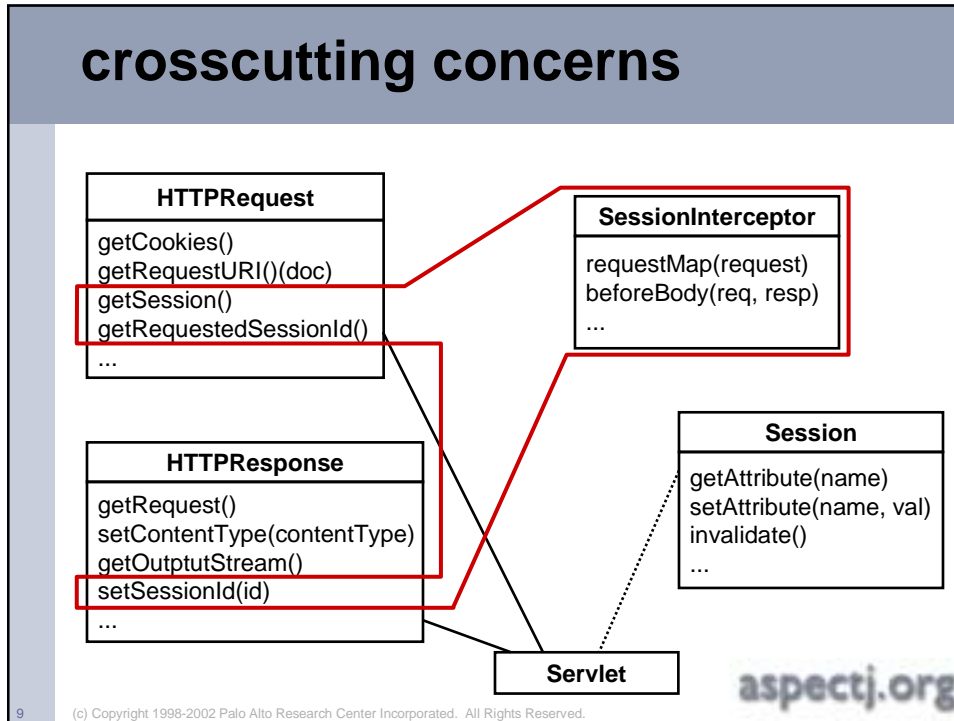 crosscutting concerns
HTTPRequest
getCookies()
getRequestURI()(doc)
getSession()
getRequestedSessionId()
...
SessionInterceptor
requestMap(request)
beforeBody(req, resp)
...
HTTPResponse
getRequest()
setContentType(contentType)
getOutptutStream()
setSessionId(id)
...
Session
getAttribute(name)
setAttribute(name, val)
invalidate()
...
Servlet
aspectj.org
9
(c) Copyright 1998-2002 Palo Alto Research Center Incorporated. All Rights Reserved.